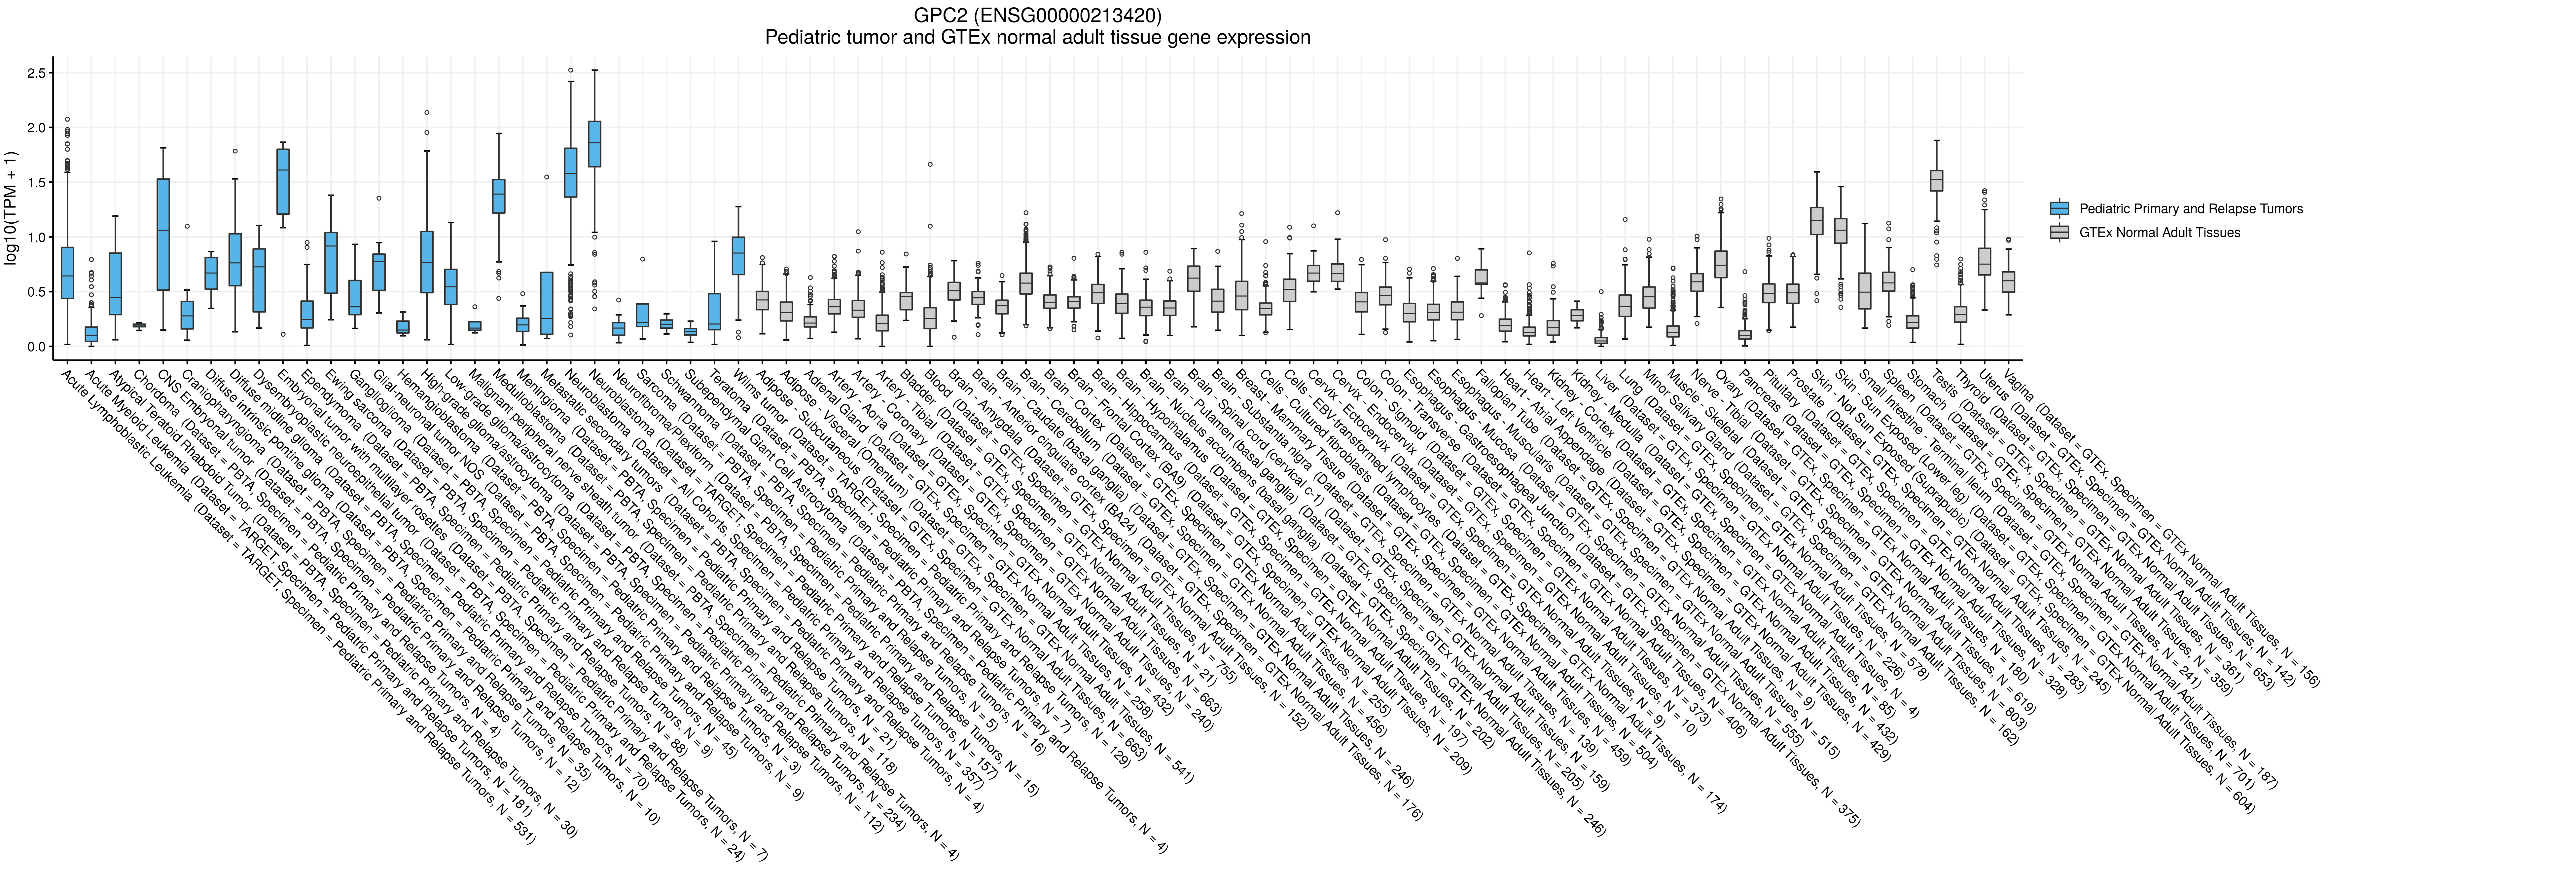 GPC2 (ENSG00000213420)
Pediatric tumor and GTEx normal adult tissue gene expression
log10(TPM + 1)
2.5
2.0
1.5
1.0
0.5
0.0
Pediatric Primary and Relapse Tumors
GTEx Normal Adult Tissues
Acute Lymphoblastic Leukemia (Dataset = TARGET, Specimen = Pediatric Primary and Relapse Tumors, N = 531)
Acute Myeloid Leukemia (Dataset = TARGET, Specimen = Pediatric Primary and Relapse Tumors, N = 181)
Atypical Teratoid Rhabdoid Tumor (Dataset = PBTA, Specimen = Pediatric Primary and Relapse Tumors, N = 30)
Chordoma (Dataset = PBTA, Specimen = Pediatric Primary and Relapse Tumors, N = 4)
CNS Embryonal tumor (Dataset = PBTA, Specimen = Pediatric Primary and Relapse Tumors, N = 12)
Craniopharyngioma (Dataset = PBTA, Specimen = Pediatric Primary and Relapse Tumors, N = 35)
Diffuse intrinsic pontine glioma (Dataset = PBTA, Specimen = Pediatric Primary and Relapse Tumors, N = 10)
Diffuse midline glioma (Dataset = PBTA, Specimen = Pediatric Primary and Relapse Tumors, N = 70)
Dysembryoplastic neuroepithelial tumor (Dataset = PBTA, Specimen = Pediatric Primary and Relapse Tumors, N = 24)
Embryonal tumor with multilayer rosettes (Dataset = PBTA, Specimen = Pediatric Primary and Relapse Tumors, N = 7)
Ependymoma (Dataset = PBTA, Specimen = Pediatric Primary and Relapse Tumors, N = 88)
Ewing sarcoma (Dataset = PBTA, Specimen = Pediatric Primary and Relapse Tumors, N = 9)
Ganglioglioma (Dataset = PBTA, Specimen = Pediatric Primary and Relapse Tumors, N = 45)
Glial-neuronal tumor NOS (Dataset = PBTA, Specimen = Pediatric Primary and Relapse Tumors, N = 9)
Hemangioblastoma (Dataset = PBTA, Specimen = Pediatric Primary and Relapse Tumors, N = 3)
High-grade glioma/astrocytoma (Dataset = PBTA, Specimen = Pediatric Primary and Relapse Tumors, N = 112)
Low-grade glioma/astrocytoma (Dataset = PBTA, Specimen = Pediatric Primary and Relapse Tumors, N = 234)
Malignant peripheral nerve sheath tumor (Dataset = PBTA, Specimen = Pediatric Primary and Relapse Tumors, N = 4)
Medulloblastoma (Dataset = PBTA, Specimen = Pediatric Primary and Relapse Tumors, N = 118)
Meningioma (Dataset = PBTA, Specimen = Pediatric Primary and Relapse Tumors, N = 21)
Metastatic secondary tumors (Dataset = PBTA, Specimen = Pediatric Primary and Relapse Tumors, N = 4)
Neuroblastoma (Dataset = All Cohorts, Specimen = Pediatric Primary and Relapse Tumors, N = 357)
Neuroblastoma (Dataset = TARGET, Specimen = Pediatric Primary and Relapse Tumors, N = 157)
Neurofibroma/Plexiform (Dataset = PBTA, Specimen = Pediatric Primary and Relapse Tumors, N = 15)
Sarcoma (Dataset = PBTA, Specimen = Pediatric Primary and Relapse Tumors, N = 5)
Schwannoma (Dataset = PBTA, Specimen = Pediatric Primary and Relapse Tumors, N = 16)
Subependymal Giant Cell Astrocytoma (Dataset = PBTA, Specimen = Pediatric Primary and Relapse Tumors, N = 4)
Teratoma (Dataset = PBTA, Specimen = Pediatric Primary and Relapse Tumors, N = 7)
Wilms tumor (Dataset = TARGET, Specimen = Pediatric Primary and Relapse Tumors, N = 129)
Adipose - Subcutaneous (Dataset = GTEx, Specimen = GTEx Normal Adult Tissues, N = 663)
Adipose - Visceral (Omentum) (Dataset = GTEx, Specimen = GTEx Normal Adult Tissues, N = 541)
Adrenal Gland (Dataset = GTEx, Specimen = GTEx Normal Adult Tissues, N = 258)
Artery - Aorta (Dataset = GTEx, Specimen = GTEx Normal Adult Tissues, N = 432)
Artery - Coronary (Dataset = GTEx, Specimen = GTEx Normal Adult Tissues, N = 240)
Artery - Tibial (Dataset = GTEx, Specimen = GTEx Normal Adult Tissues, N = 663)
Bladder (Dataset = GTEx, Specimen = GTEx Normal Adult Tissues, N = 21)
Blood (Dataset = GTEx, Specimen = GTEx Normal Adult Tissues, N = 755)
Brain - Amygdala (Dataset = GTEx, Specimen = GTEx Normal Adult Tissues, N = 152)
Brain - Anterior cingulate cortex (BA24) (Dataset = GTEx, Specimen = GTEx Normal Adult Tissues, N = 176)
Brain - Caudate (basal ganglia) (Dataset = GTEx, Specimen = GTEx Normal Adult Tissues, N = 246)
Brain - Cerebellum (Dataset = GTEx, Specimen = GTEx Normal Adult Tissues, N = 456)
Brain - Cortex (Dataset = GTEx, Specimen = GTEx Normal Adult Tissues, N = 255)
Brain - Frontal Cortex (BA9) (Dataset = GTEx, Specimen = GTEx Normal Adult Tissues, N = 209)
Brain - Hippocampus (Dataset = GTEx, Specimen = GTEx Normal Adult Tissues, N = 197)
Brain - Hypothalamus (Dataset = GTEx, Specimen = GTEx Normal Adult Tissues, N = 202)
Brain - Nucleus accumbens (basal ganglia) (Dataset = GTEx, Specimen = GTEx Normal Adult Tissues, N = 246)
Brain - Putamen (basal ganglia) (Dataset = GTEx, Specimen = GTEx Normal Adult Tissues, N = 205)
Brain - Spinal cord (cervical c-1) (Dataset = GTEx, Specimen = GTEx Normal Adult Tissues, N = 159)
Brain - Substantia nigra (Dataset = GTEx, Specimen = GTEx Normal Adult Tissues, N = 139)
Breast - Mammary Tissue (Dataset = GTEx, Specimen = GTEx Normal Adult Tissues, N = 459)
Cells - Cultured fibroblasts (Dataset = GTEx, Specimen = GTEx Normal Adult Tissues, N = 504)
Cells - EBV-transformed lymphocytes (Dataset = GTEx, Specimen = GTEx Normal Adult Tissues, N = 174)
Cervix - Ectocervix (Dataset = GTEx, Specimen = GTEx Normal Adult Tissues, N = 9)
Cervix - Endocervix (Dataset = GTEx, Specimen = GTEx Normal Adult Tissues, N = 10)
Colon - Sigmoid (Dataset = GTEx, Specimen = GTEx Normal Adult Tissues, N = 373)
Colon - Transverse (Dataset = GTEx, Specimen = GTEx Normal Adult Tissues, N = 406)
Esophagus - Gastroesophageal Junction (Dataset = GTEx, Specimen = GTEx Normal Adult Tissues, N = 375)
Esophagus - Mucosa (Dataset = GTEx, Specimen = GTEx Normal Adult Tissues, N = 555)
Esophagus - Muscularis (Dataset = GTEx, Specimen = GTEx Normal Adult Tissues, N = 515)
Fallopian Tube (Dataset = GTEx, Specimen = GTEx Normal Adult Tissues, N = 9)
Heart - Atrial Appendage (Dataset = GTEx, Specimen = GTEx Normal Adult Tissues, N = 429)
Heart - Left Ventricle (Dataset = GTEx, Specimen = GTEx Normal Adult Tissues, N = 432)
Kidney - Cortex (Dataset = GTEx, Specimen = GTEx Normal Adult Tissues, N = 85)
Kidney - Medulla (Dataset = GTEx, Specimen = GTEx Normal Adult Tissues, N = 4)
Liver (Dataset = GTEx, Specimen = GTEx Normal Adult Tissues, N = 226)
Lung (Dataset = GTEx, Specimen = GTEx Normal Adult Tissues, N = 578)
Minor Salivary Gland (Dataset = GTEx, Specimen = GTEx Normal Adult Tissues, N = 162)
Muscle - Skeletal (Dataset = GTEx, Specimen = GTEx Normal Adult Tissues, N = 803)
Nerve - Tibial (Dataset = GTEx, Specimen = GTEx Normal Adult Tissues, N = 619)
Ovary (Dataset = GTEx, Specimen = GTEx Normal Adult Tissues, N = 180)
Pancreas (Dataset = GTEx, Specimen = GTEx Normal Adult Tissues, N = 328)
Pituitary (Dataset = GTEx, Specimen = GTEx Normal Adult Tissues, N = 283)
Prostate (Dataset = GTEx, Specimen = GTEx Normal Adult Tissues, N = 245)
Skin - Not Sun Exposed (Suprapubic) (Dataset = GTEx, Specimen = GTEx Normal Adult Tissues, N = 604)
Skin - Sun Exposed (Lower leg) (Dataset = GTEx, Specimen = GTEx Normal Adult Tissues, N = 701)
Small Intestine - Terminal Ileum (Dataset = GTEx, Specimen = GTEx Normal Adult Tissues, N = 187)
Spleen (Dataset = GTEx, Specimen = GTEx Normal Adult Tissues, N = 241)
Stomach (Dataset = GTEx, Specimen = GTEx Normal Adult Tissues, N = 359)
Testis (Dataset = GTEx, Specimen = GTEx Normal Adult Tissues, N = 361)
Thyroid (Dataset = GTEx, Specimen = GTEx Normal Adult Tissues, N = 653)
Uterus (Dataset = GTEx, Specimen = GTEx Normal Adult Tissues, N = 142)
Vagina (Dataset = GTEx, Specimen = GTEx Normal Adult Tissues, N = 156)